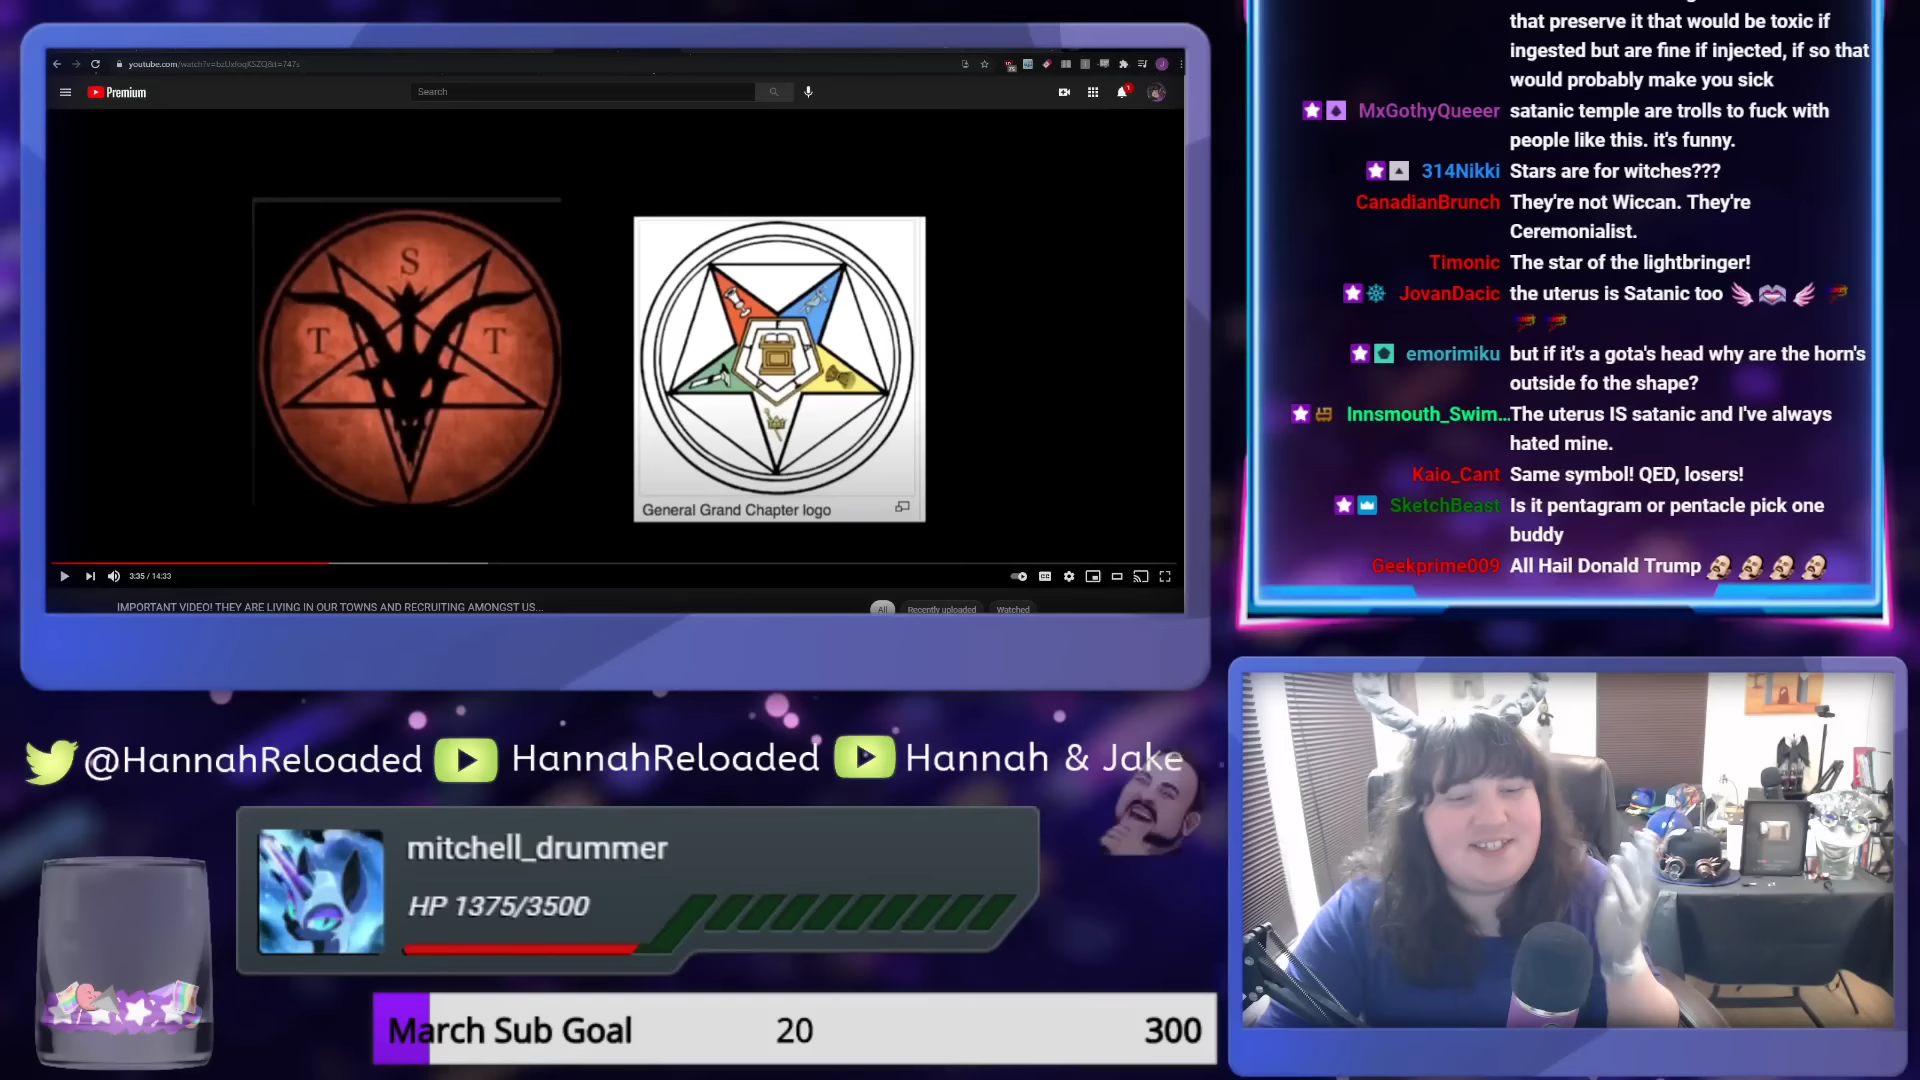 youtube.com/watch?v=bzUxfoqKSZQ&t=747s
Premium
Search
S
T T
General Grand Chapter logo
3:35 / 14:33
IMPORTANT VIDEO! THEY ARE LIVING IN OUR TOWNS AND RECRUITING AMONGST US...
All Recently uploaded Watched
that preserve it that would be toxic if
ingested but are fine if injected, if so that
would probably make you sick
MxGothyQueeer satanic temple are trolls to fuck with
people like this. it's funny.
314Nikki Stars are for witches???
CanadianBrunch They're not Wiccan. They're
Ceremonialist.
Timonic The star of the lightbringer!
JovanDacic the uterus is Satanic too
emorimiku but if it's a gota's head why are the horn's
outside fo the shape?
Innsmouth_Swim... The uterus IS satanic and I've always
hated mine.
Kaio_Cant Same symbol! QED, losers!
SketchBeast Is it pentagram or pentacle pick one
buddy
Geekprime009 All Hail Donald Trump
@HannahReloaded HannahReloaded Hannah & Jake
mitchell_drummer
HP 1375/3500
March Sub Goal 20 300